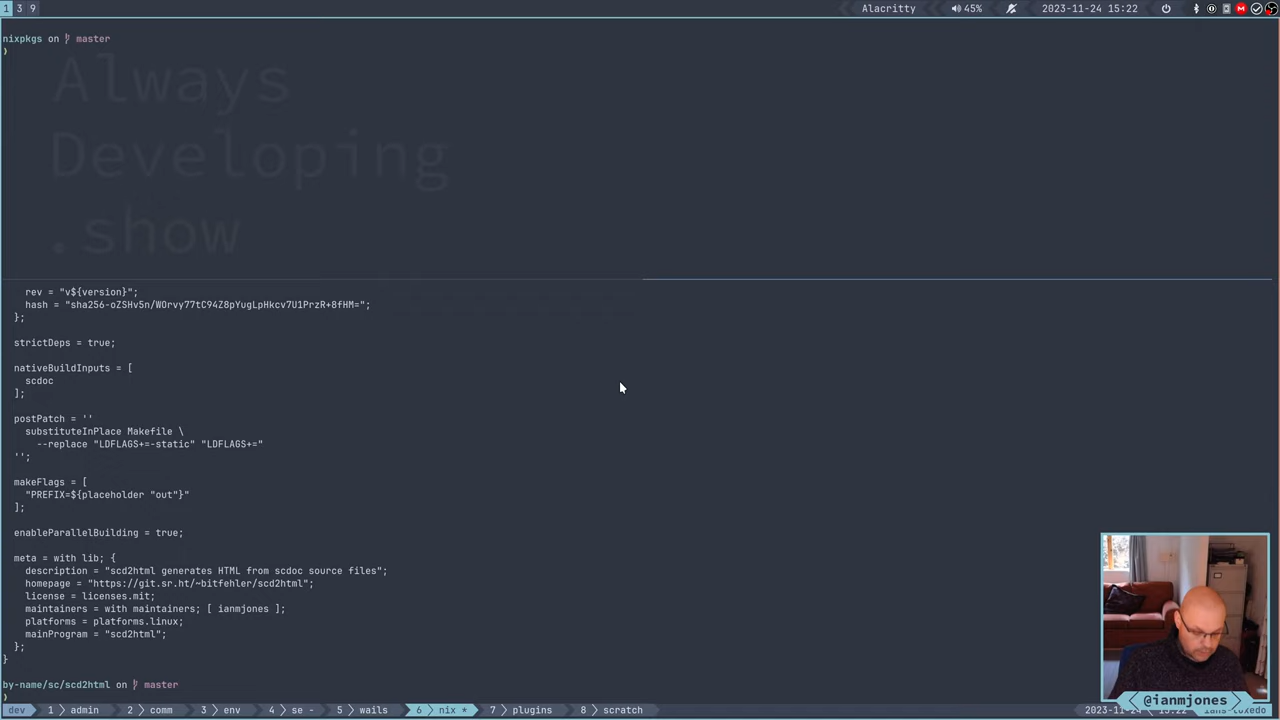 1 3 9
Alacritty
45%
2023-11-24 15:22
nixpkgs on master
Always
Developing
.show
rev = "v${version}";
hash = "sha256-oZSHv5n/WOrvy77tC94Z8pYugLpHkcv7U1PrzR+8fHM=";
};
strictDeps = true;
nativeBuildInputs = [
scdoc
];
postPatch = ''
substituteInPlace Makefile \
--replace "LDFLAGS+=-static" "LDFLAGS+="
'';
makeFlags = [
"PREFIX=${placeholder "out"}"
];
enableParallelBuilding = true;
meta = with lib; {
description = "scd2html generates HTML from scdoc source files";
homepage = "https://git.sr.ht/~bitfehler/scd2html";
license = licenses.mit;
maintainers = with maintainers; [ ianmjones ];
platforms = platforms.linux;
mainProgram = "scd2html";
};
}
by-name/sc/scd2html on master
@ianmjones
dev 1 admin 2 comm 3 env 4 se - 5 wails 6 nix * 7 plugins 8 scratch